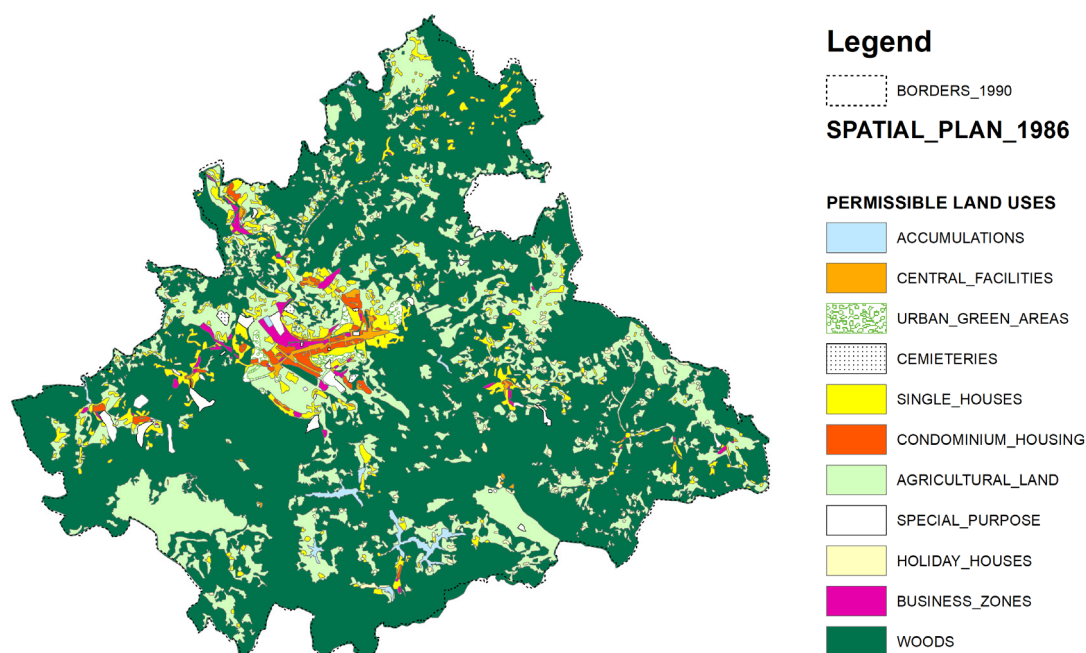 Legend
BORDERS_1990
SPATIAL_PLAN_1986
PERMISSIBLE LAND USES
ACCUMULATIONS
CENTRAL_FACILITIES
URBAN_GREEN_AREAS
CEMIETERIES
SINGLE_HOUSES
CONDOMINIUM_HOUSING
AGRICULTURAL_LAND
SPECIAL_PURPOSE
HOLIDAY_HOUSES
BUSINESS_ZONES
WOODS